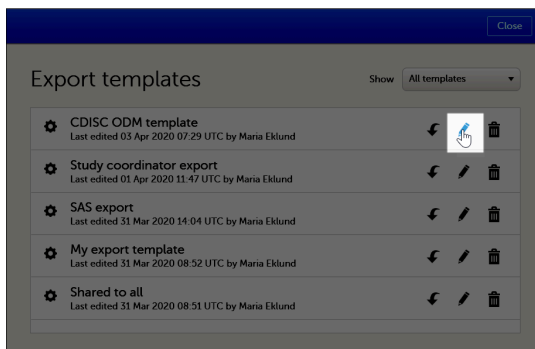 Close
Export templates
Show All templates
CDISC ODM template
Last edited 03 Apr 2020 07:29 UTC by Maria Eklund
Study coordinator export
Last edited 01 Apr 2020 11:47 UTC by Maria Eklund
SAS export
Last edited 31 Mar 2020 14:04 UTC by Maria Eklund
My export template
Last edited 31 Mar 2020 08:52 UTC by Maria Eklund
Shared to all
Last edited 31 Mar 2020 08:51 UTC by Maria Eklund